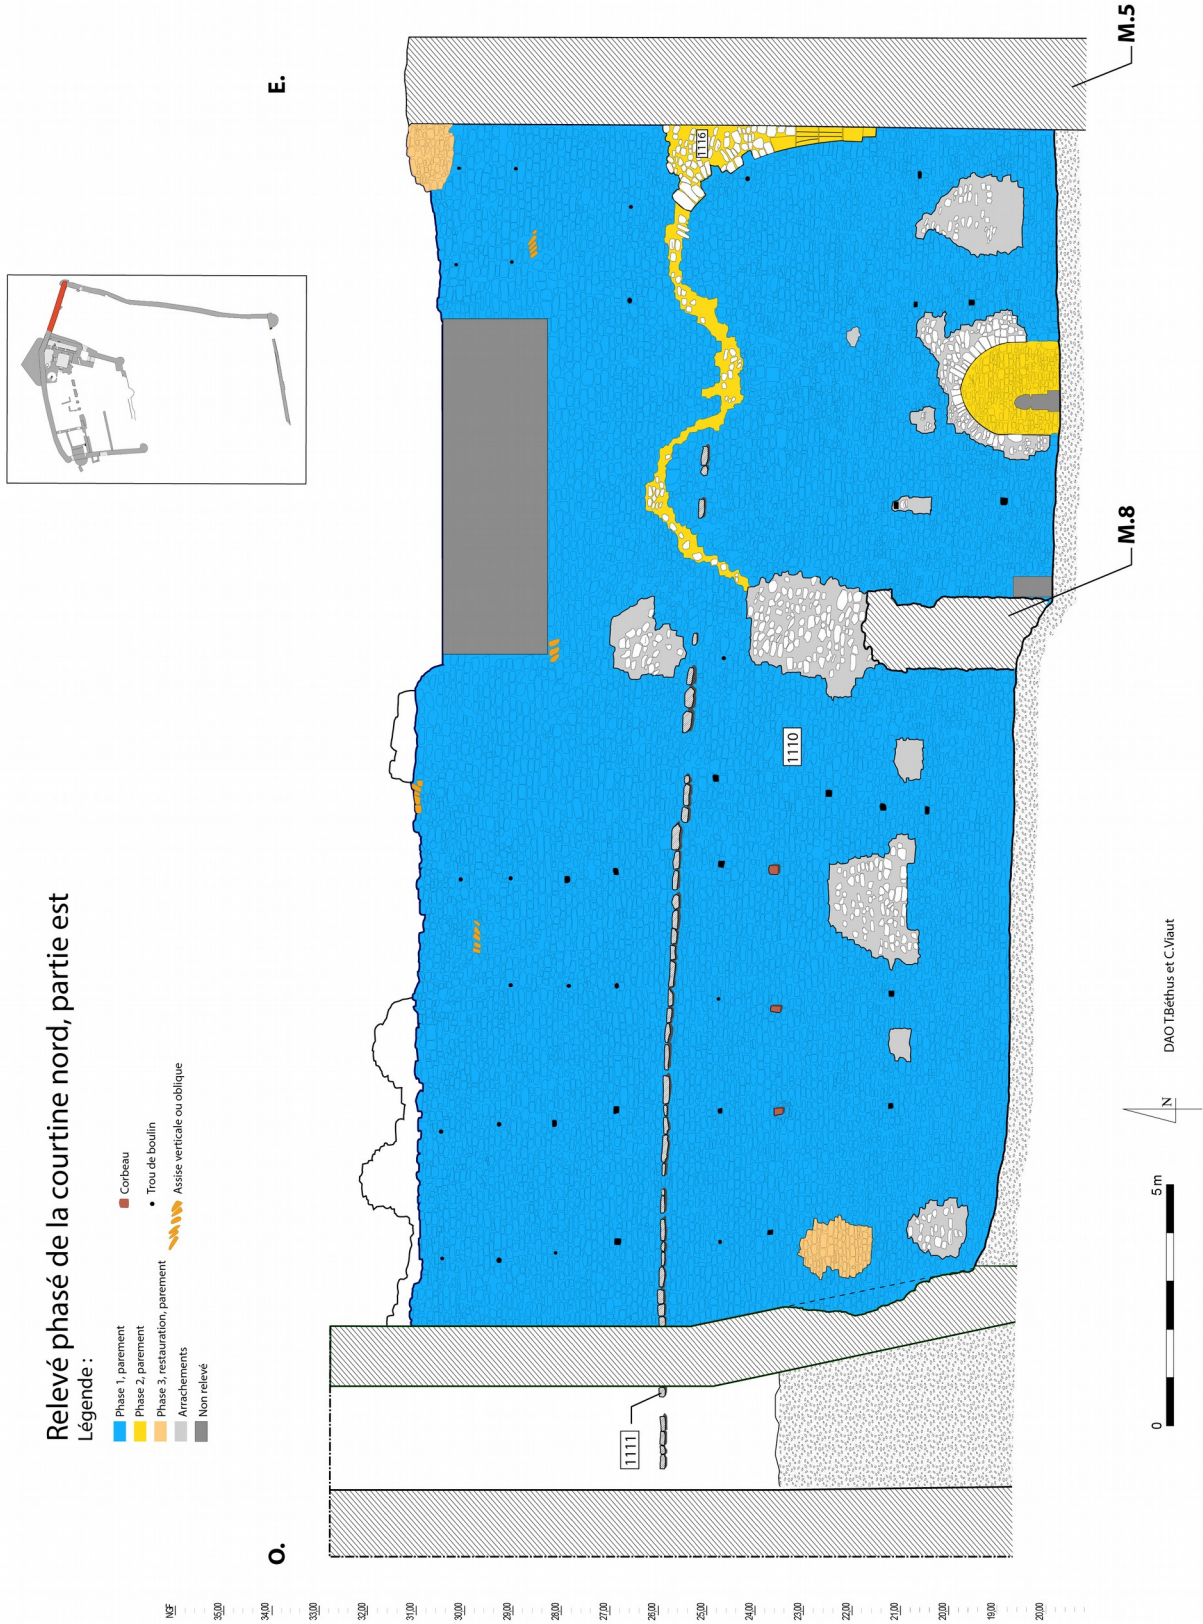 Relevé phasé de la courtine nord, partie est
Légende :
Phase 1, parement
Phase 2, parement
Phase 3, restauration, parement
Arrachements
Non relevé
Corbeau
Trou de boulin
Assise verticale ou oblique
O.
E.
NGF
35,00
34,00
33,00
32,00
31,00
30,00
29,00
28,00
27,00
26,00
25,00
24,00
23,00
22,00
21,00
20,00
19,00
20,00
1111
1110
1116
M.8
M.5
0
5 m
N
DAO T.Béthus et C.Viaut